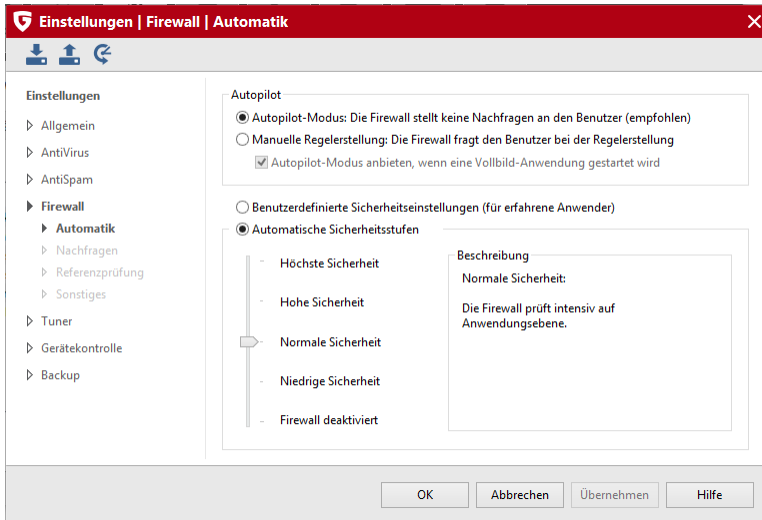 Einstellungen | Firewall | Automatik
Einstellungen
Allgemein
AntiVirus
AntiSpam
Firewall
Automatik
Nachfragen
Referenzprüfung
Sonstiges
Tuner
Gerätekontrolle
Backup
Autopilot
Autopilot-Modus: Die Firewall stellt keine Nachfragen an den Benutzer (empfohlen)
Manuelle Regelerstellung: Die Firewall fragt den Benutzer bei der Regelerstellung
Autopilot-Modus anbieten, wenn eine Vollbild-Anwendung gestartet wird
Benutzerdefinierte Sicherheitseinstellungen (für erfahrene Anwender)
Automatische Sicherheitsstufen
Höchste Sicherheit
Hohe Sicherheit
Normale Sicherheit
Niedrige Sicherheit
Firewall deaktiviert
Beschreibung
Normale Sicherheit:
Die Firewall prüft intensiv auf
Anwendungsebene.
OK
Abbrechen
Übernehmen
Hilfe